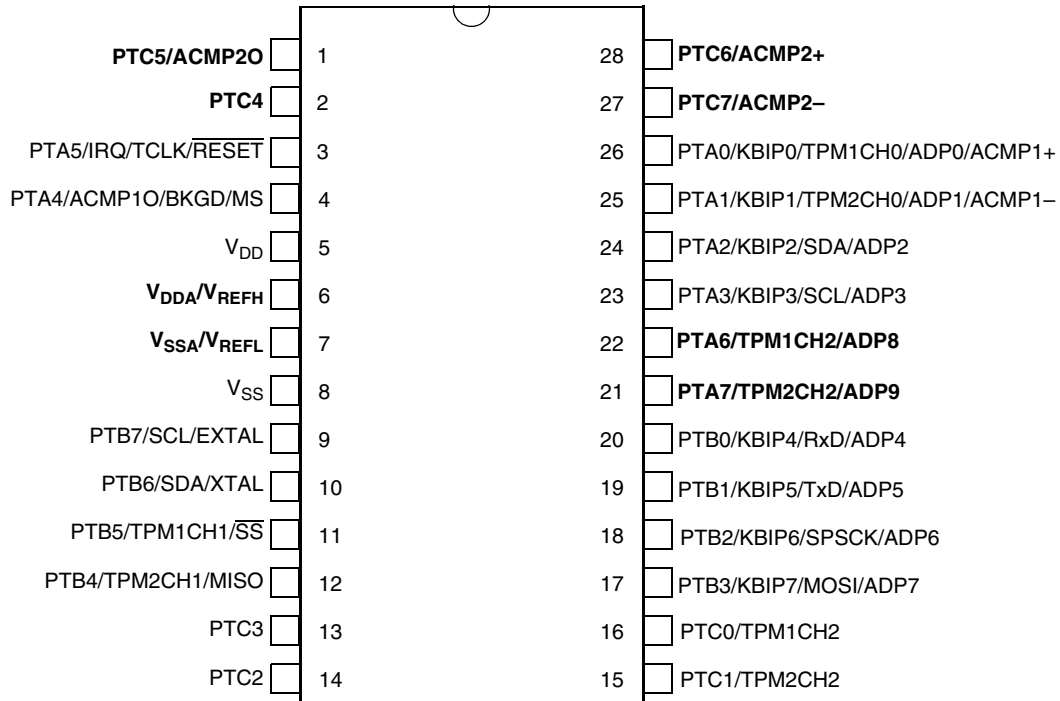 PTC5/ACMP2O 1 28 PTC6/ACMP2+
PTC4 2 27 PTC7/ACMP2–
PTA5/IRQ/TCLK/RESET 3 26 PTA0/KBIP0/TPM1CH0/ADP0/ACMP1+
PTA4/ACMP1O/BKGD/MS 4 25 PTA1/KBIP1/TPM2CH0/ADP1/ACMP1–
VDD 5 24 PTA2/KBIP2/SDA/ADP2
VDDA/VREFH 6 23 PTA3/KBIP3/SCL/ADP3
VSSA/VREFL 7 22 PTA6/TPM1CH2/ADP8
VSS 8 21 PTA7/TPM2CH2/ADP9
PTB7/SCL/EXTAL 9 20 PTB0/KBIP4/RxD/ADP4
PTB6/SDA/XTAL 10 19 PTB1/KBIP5/TxD/ADP5
PTB5/TPM1CH1/SS 11 18 PTB2/KBIP6/SPSCK/ADP6
PTB4/TPM2CH1/MISO 12 17 PTB3/KBIP7/MOSI/ADP7
PTC3 13 16 PTC0/TPM1CH2
PTC2 14 15 PTC1/TPM2CH2